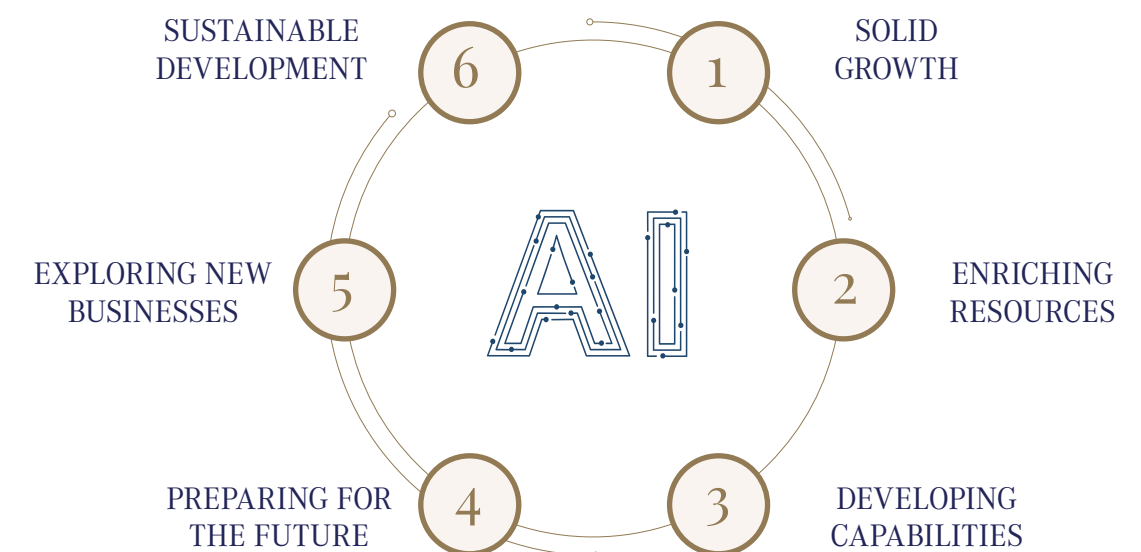 SUSTAINABLE
DEVELOPMENT
6
1
SOLID
GROWTH
EXPLORING NEW
BUSINESSES
5
AI
2
ENRICHING
RESOURCES
PREPARING FOR
THE FUTURE
4
3
DEVELOPING
CAPABILITIES